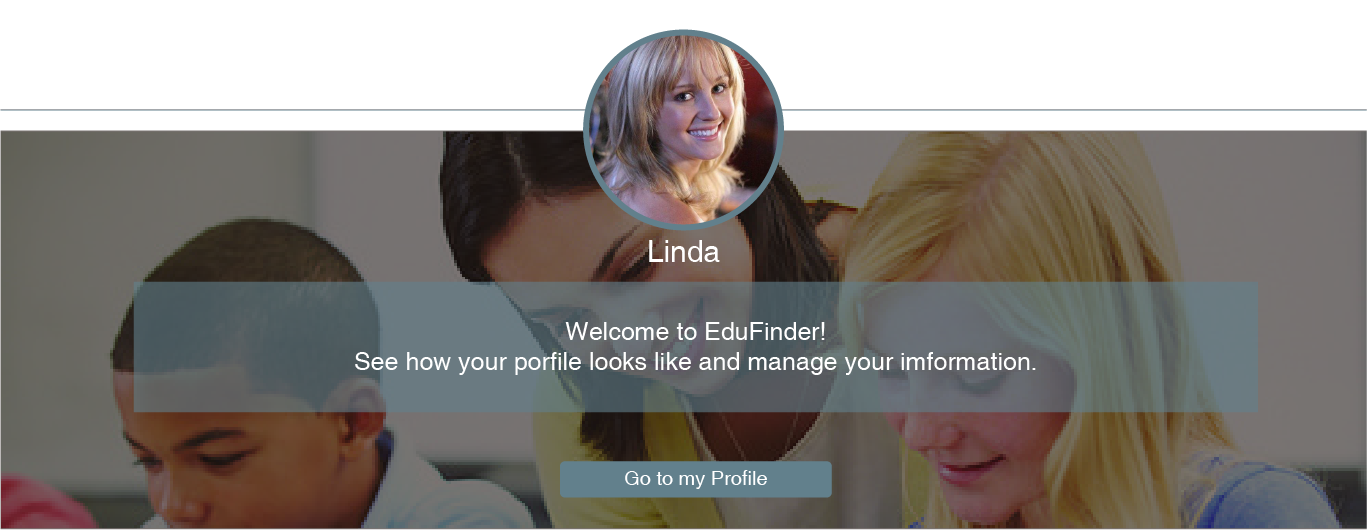 Linda
Welcome to EduFinder!
See how your porfile looks like and manage your imformation.
Go to my Profile